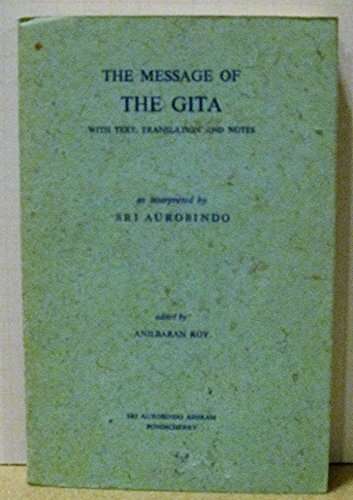 THE MESSAGE OF
THE GITA
WITH TEXT, TRANSLATION AND NOTES
as interpreted by
SRI AUROBINDO
edited by
ANILBARAN ROY
SRI AUROBINDO ASHRAM
PONDICHERRY